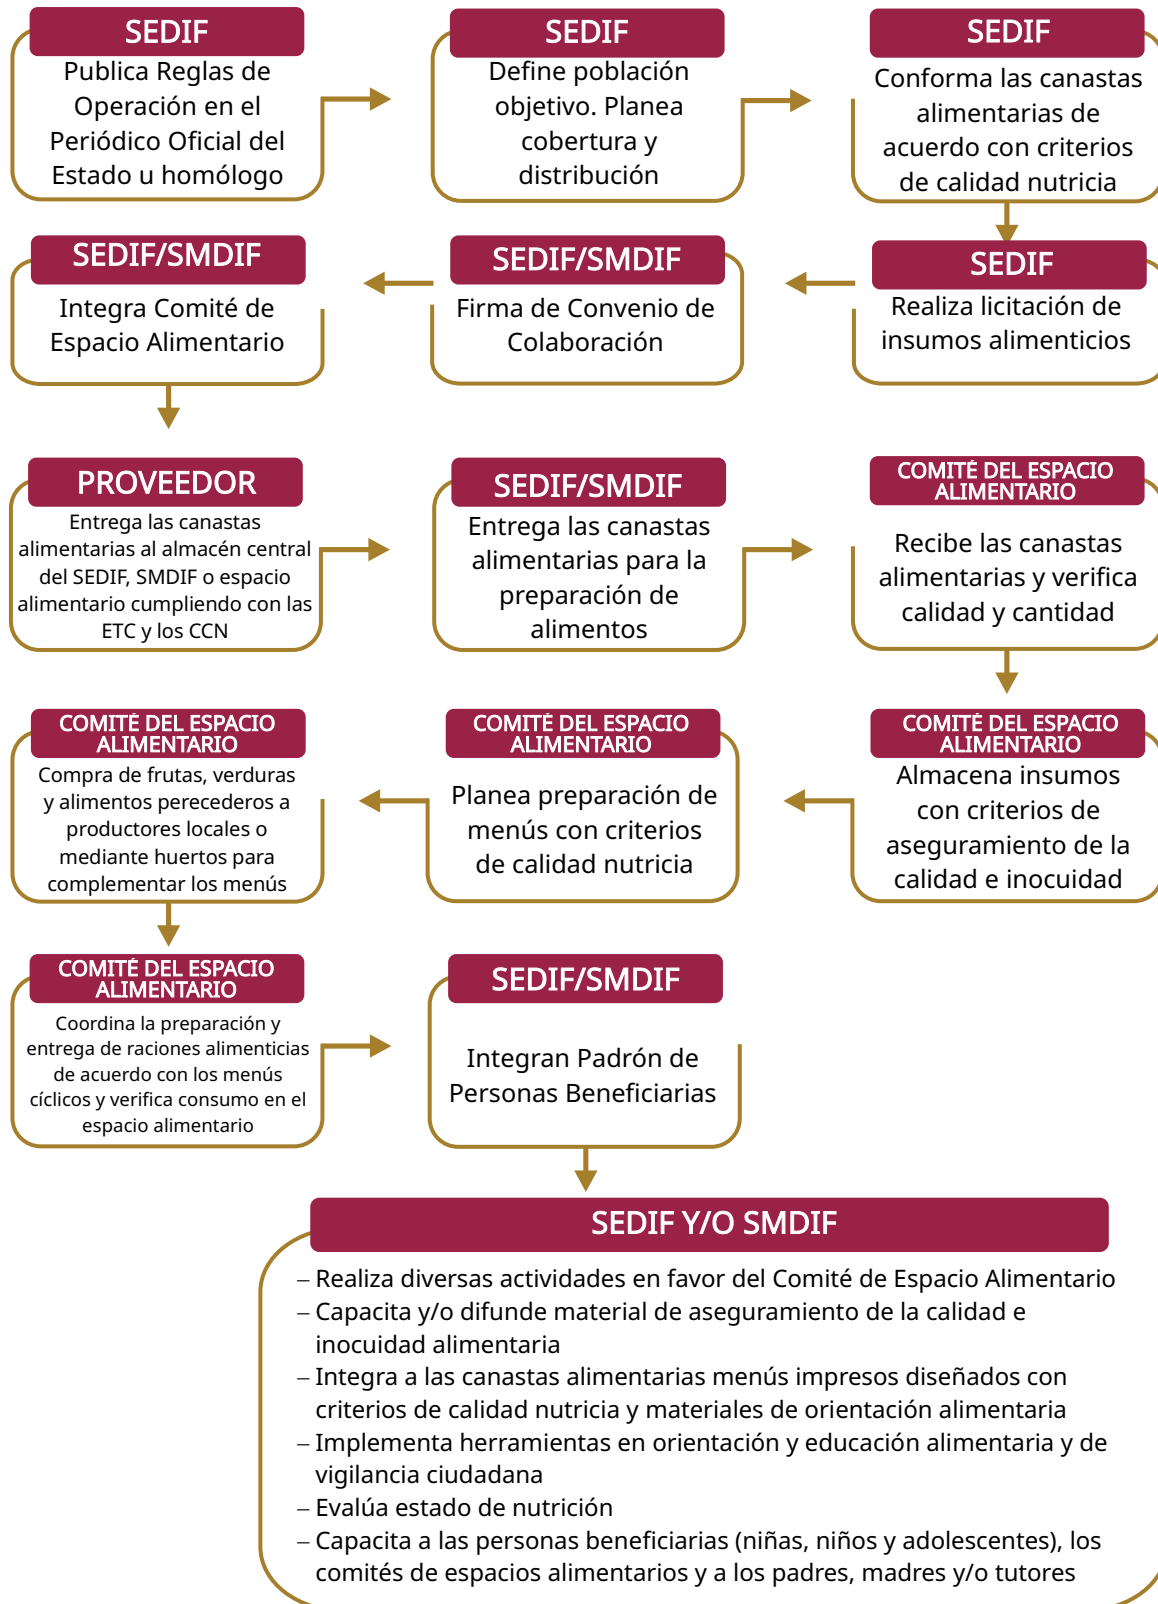 SEDIF
Publica Reglas de
Operación en el
Periódico Oficial del
Estado u homólogo
SEDIF
Define población
objetivo. Planea
cobertura y
distribución
SEDIF
Conforma las canastas
alimentarias de
acuerdo con criterios
de calidad nutricia
SEDIF
Realiza licitación de
insumos alimenticios
SEDIF/SMDIF
Firma de Convenio de
Colaboración
SEDIF/SMDIF
Integra Comité de
Espacio Alimentario
PROVEEDOR
Entrega las canastas
alimentarias al almacén central
del SEDIF, SMDIF o espacio
alimentario cumpliendo con las
ETC y los CCN
SEDIF/SMDIF
Entrega las canastas
alimentarias para la
preparación de
alimentos
COMITÉ DEL ESPACIO
ALIMENTARIO
Recibe las canastas
alimentarias y verifica
calidad y cantidad
COMITÉ DEL ESPACIO
ALIMENTARIO
Almacena insumos
con criterios de
aseguramiento de la
calidad e inocuidad
COMITÉ DEL ESPACIO
ALIMENTARIO
Planea preparación de
menús con criterios
de calidad nutricia
COMITÉ DEL ESPACIO
ALIMENTARIO
Compra de frutas, verduras
y alimentos perecederos a
productores locales o
mediante huertos para
complementar los menús
COMITÉ DEL ESPACIO
ALIMENTARIO
Coordina la preparación y
entrega de raciones alimenticias
de acuerdo con los menús
cíclicos y verifica consumo en el
espacio alimentario
SEDIF/SMDIF
Integran Padrón de
Personas Beneficiarias
SEDIF Y/O SMDIF
– Realiza diversas actividades en favor del Comité de Espacio Alimentario
– Capacita y/o difunde material de aseguramiento de la calidad e
inocuidad alimentaria
– Integra a las canastas alimentarias menús impresos diseñados con
criterios de calidad nutricia y materiales de orientación alimentaria
– Implementa herramientas en orientación y educación alimentaria y de
vigilancia ciudadana
– Evalúa estado de nutrición
– Capacita a las personas beneficiarias (niñas, niños y adolescentes), los
comités de espacios alimentarios y a los padres, madres y/o tutores